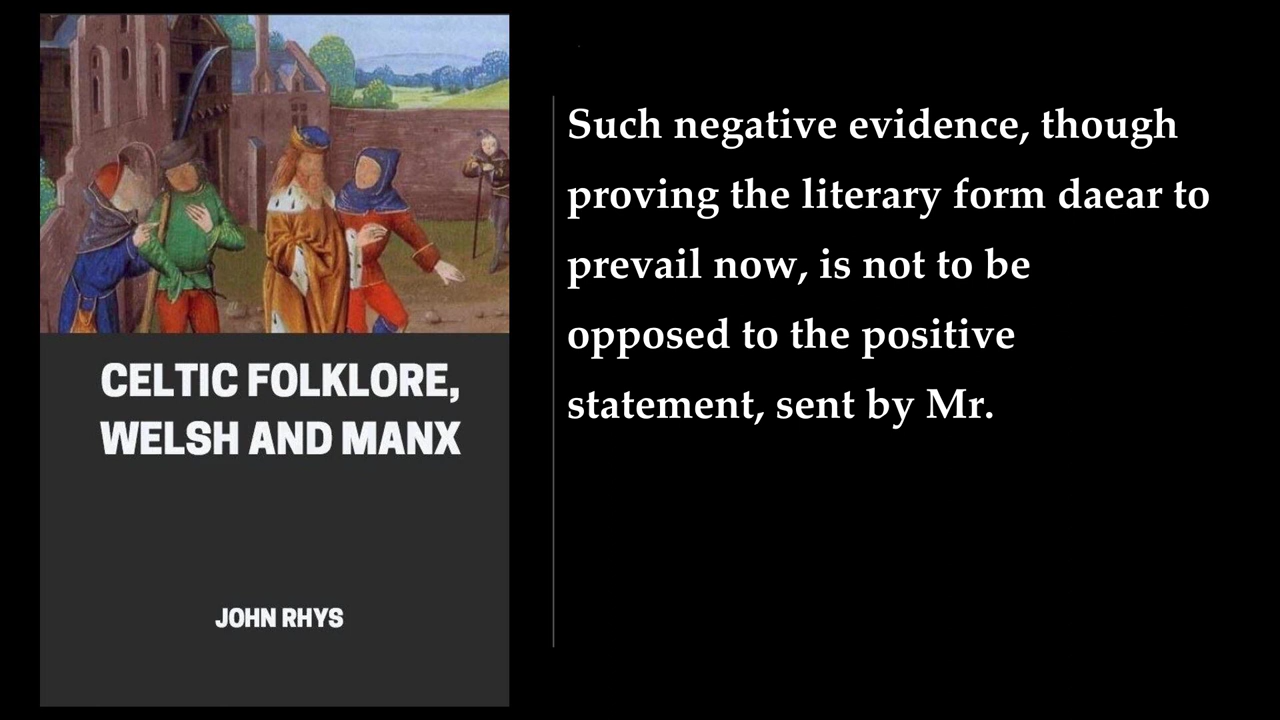 CELTIC FOLKLORE,
WELSH AND MANX
JOHN RHYS
Such negative evidence, though
proving the literary form daear to
prevail now, is not to be
opposed to the positive
statement, sent by Mr.